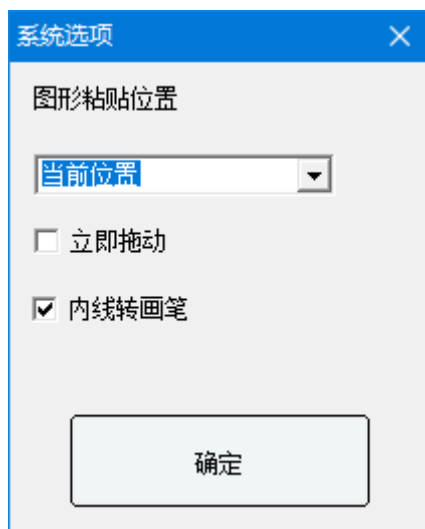 系统选项
图形粘贴位置
当前位置
立即拖动
内线转画笔
确定